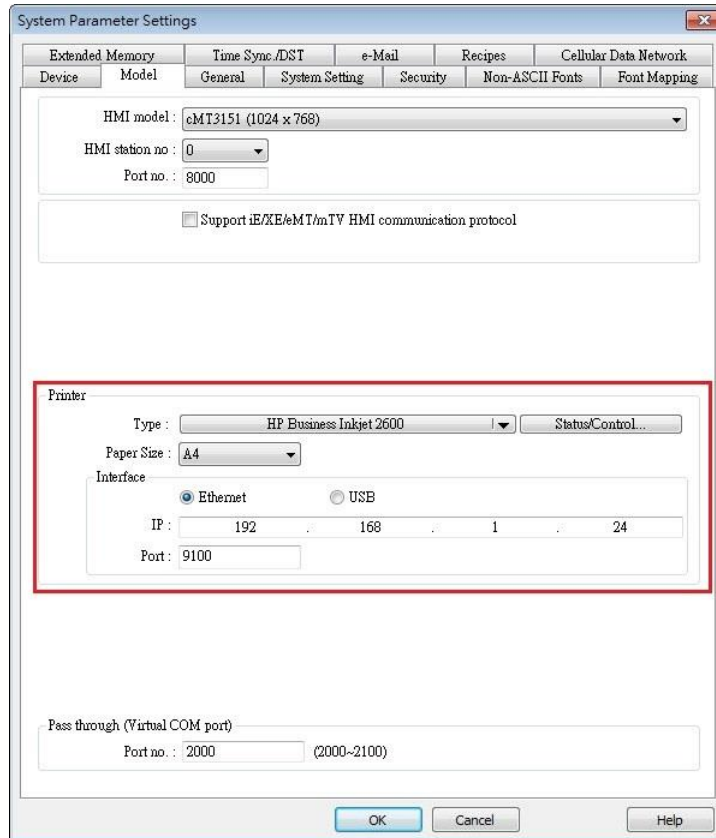 System Parameter Settings
Extended Memory Time Sync./DST e-Mail Recipes Cellular Data Network
Device Model General System Setting Security Non-ASCII Fonts Font Mapping
HMI model : cMT3151 (1024 x 768)
HMI station no : 0
Port no. : 8000
Support iE/XE/eMT/mTV HMI communication protocol
Printer
Type : HP Business Inkjet 2600 Status/Control...
Paper Size : A4
Interface
Ethernet USB
IP : 192 . 168 . 1 . 24
Port : 9100
Pass through (Virtual COM port)
Port no. : 2000 (2000~2100)
OK Cancel Help